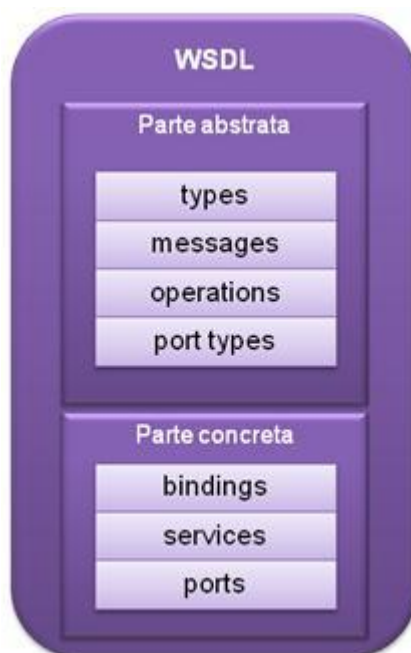 WSDL
Parte abstrata
types
messages
operations
port types
Parte concreta
bindings
services
ports